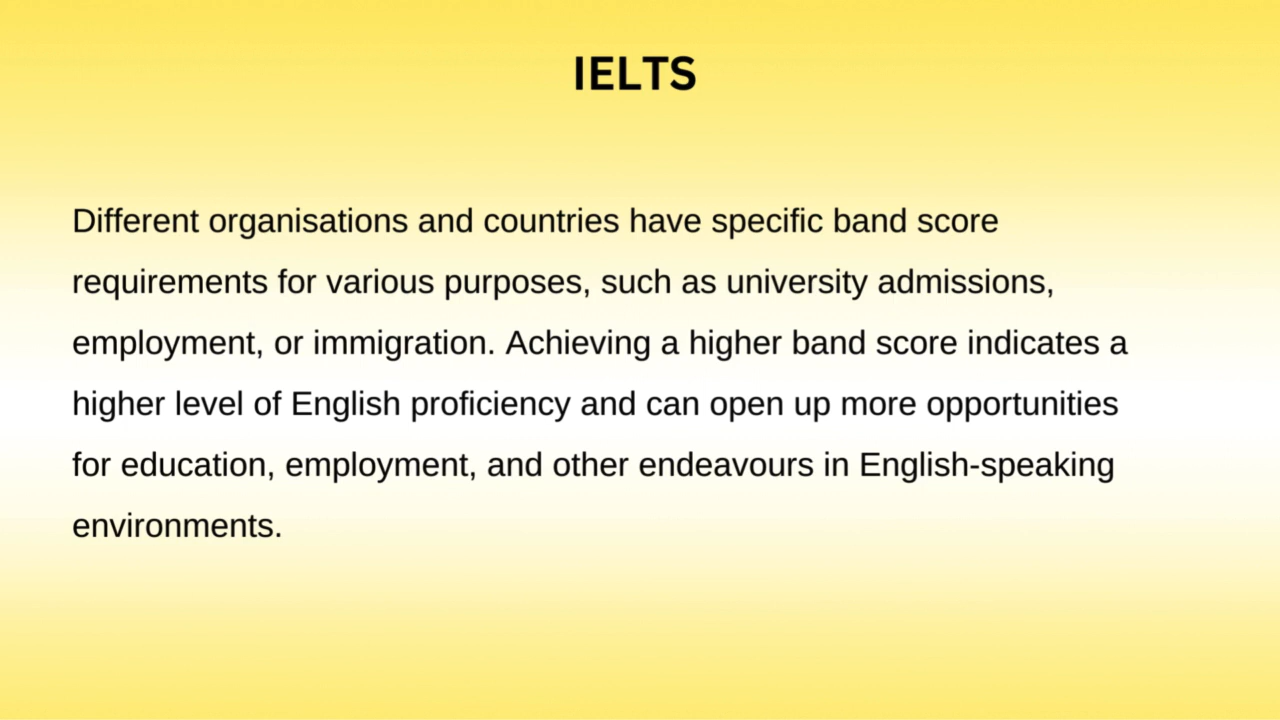 IELTS
Different organisations and countries have specific band score
requirements for various purposes, such as university admissions,
employment, or immigration. Achieving a higher band score indicates a
higher level of English proficiency and can open up more opportunities
for education, employment, and other endeavours in English-speaking
environments.